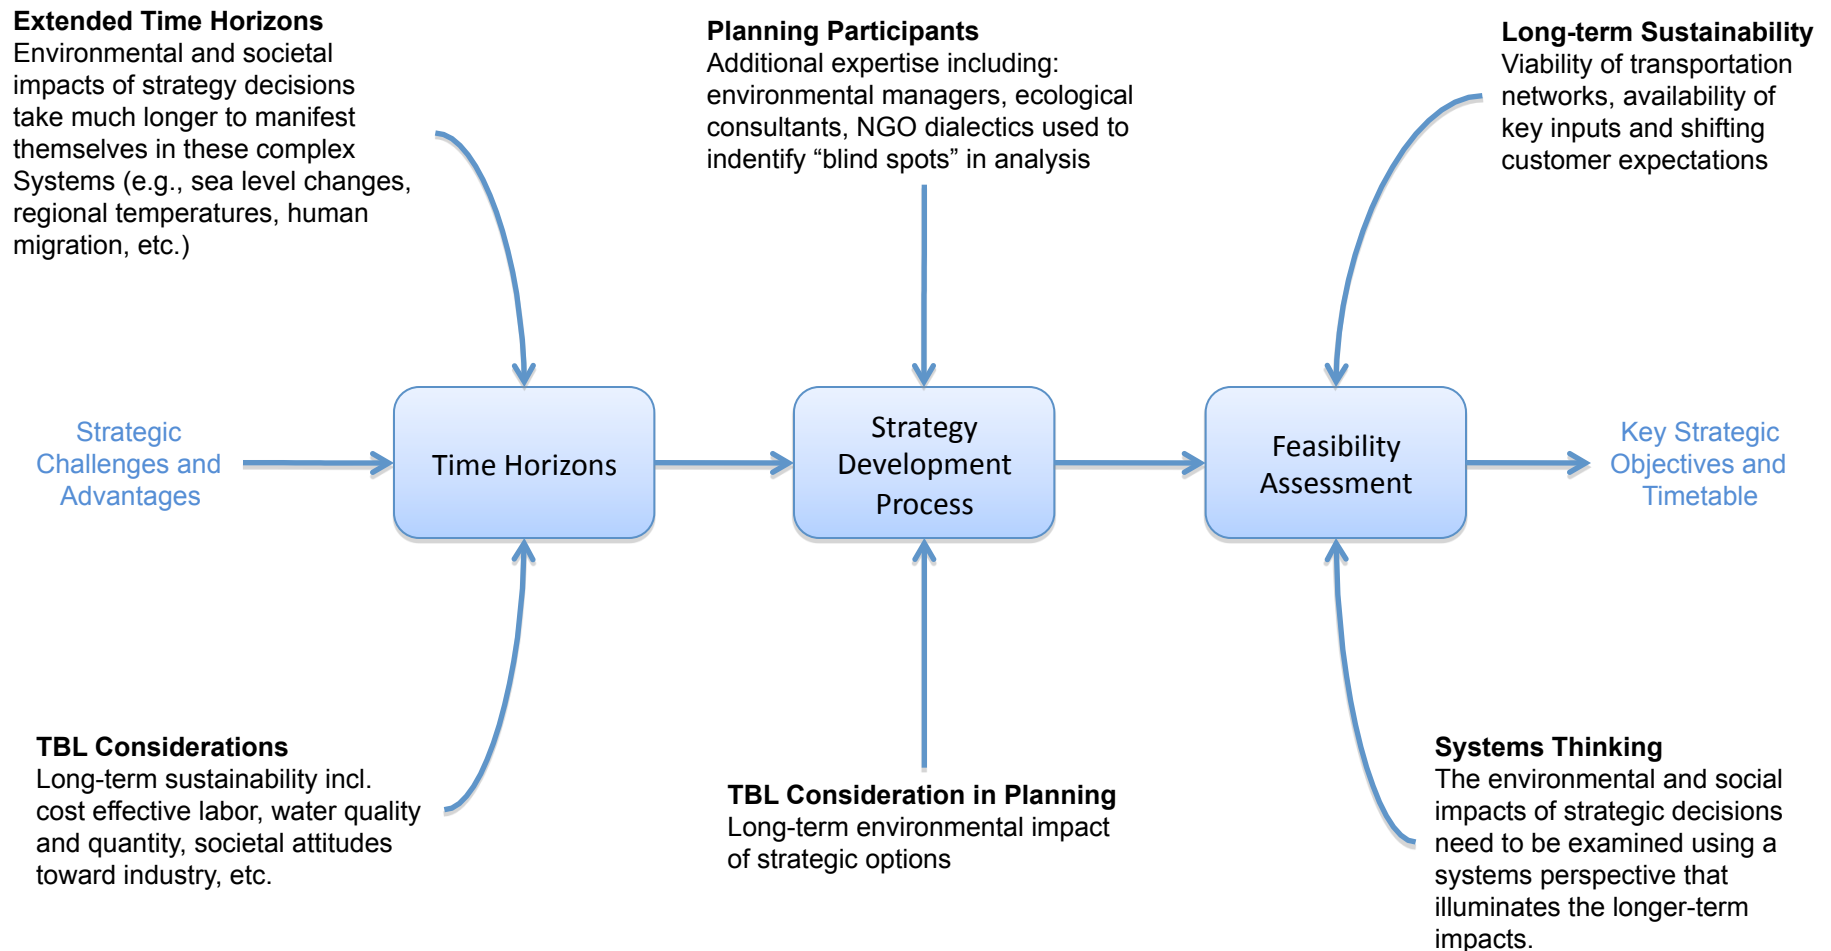 Extended Time Horizons
Environmental and societal
impacts of strategy decisions
take much longer to manifest
themselves in these complex
Systems (e.g., sea level changes,
regional temperatures, human
migration, etc.)
Planning Participants
Additional expertise including:
environmental managers, ecological
consultants, NGO dialectics used to
indentify “blind spots” in analysis
Long-term Sustainability
Viability of transportation
networks, availability of
key inputs and shifting
customer expectations
Strategic
Challenges and
Advantages
Time Horizons
Strategy
Development
Process
Feasibility
Assessment
Key Strategic
Objectives and
Timetable
TBL Considerations
Long-term sustainability incl.
cost effective labor, water quality
and quantity, societal attitudes
toward industry, etc.
TBL Consideration in Planning
Long-term environmental impact
of strategic options
Systems Thinking
The environmental and social
impacts of strategic decisions
need to be examined using a
systems perspective that
illuminates the longer-term
impacts.